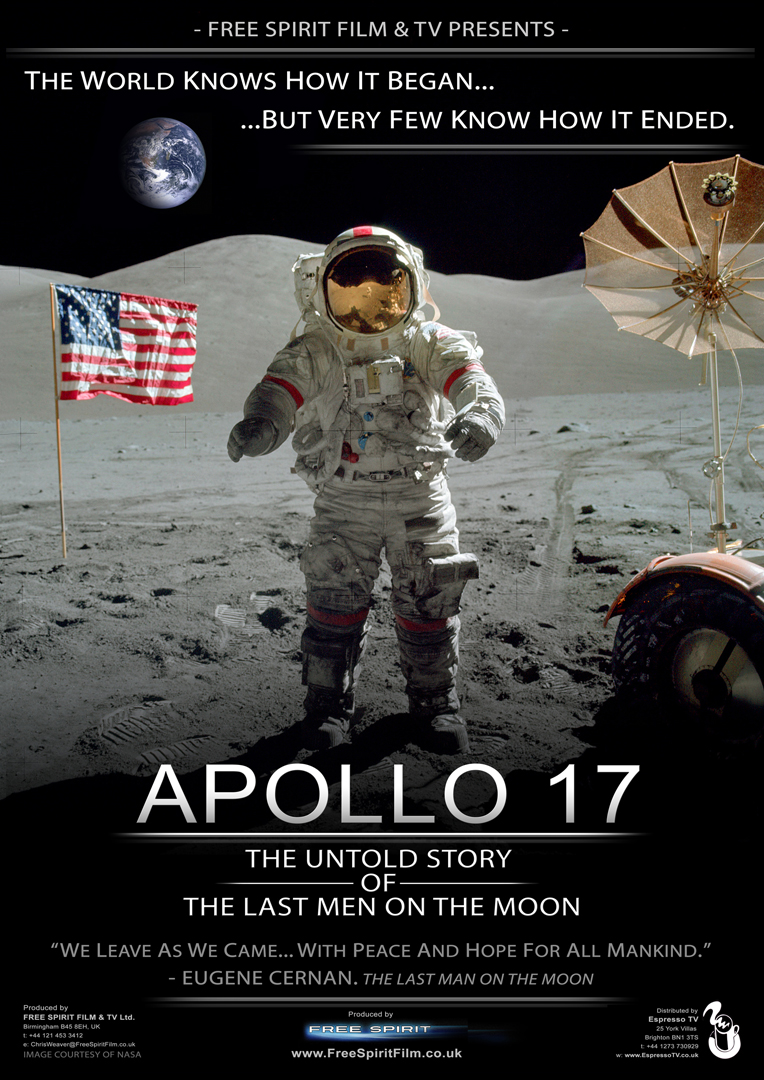 - FREE SPIRIT FILM & TV PRESENTS -
THE WORLD KNOWS HOW IT BEGAN...
...BUT VERY FEW KNOW HOW IT ENDED.
APOLLO 17
THE UNTOLD STORY
OF
THE LAST MEN ON THE MOON
“WE LEAVE AS WE CAME... WITH PEACE AND HOPE FOR ALL MANKIND.”
- EUGENE CERNAN. THE LAST MAN ON THE MOON
Produced by
FREE SPIRIT FILM & TV Ltd.
Birmingham B45 8EH, UK
t: +44 121 453 3412
e: ChrisWeaver@FreeSpiritFilm.co.uk
IMAGE COURTESY OF NASA
Produced by
FREE SPIRIT
www.FreeSpiritFilm.co.uk
Distributed by
Espresso TV
25 York Villas
Brighton BN1 3TS
t: +44 1273 730929
w: www.EspressoTV.co.uk